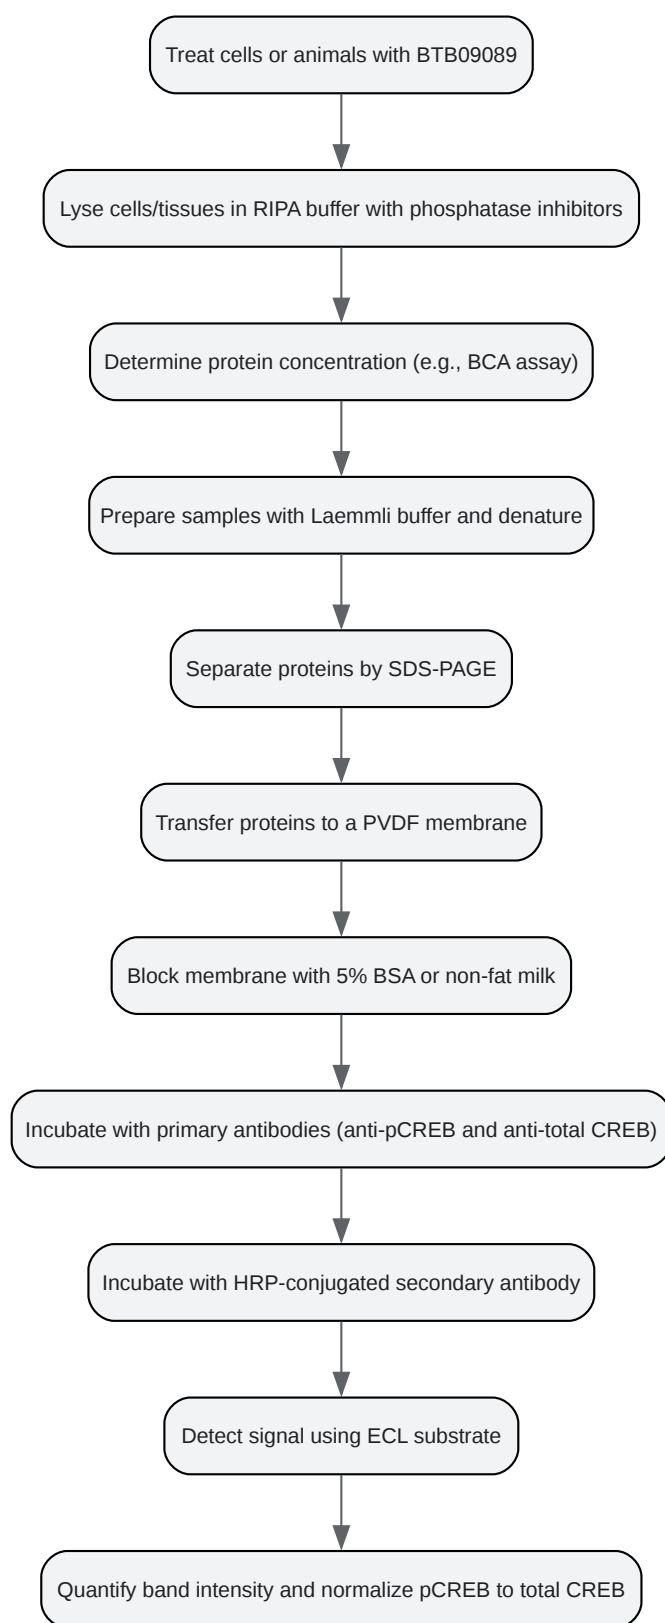 Treat cells or animals with BTB09089
Lyse cells/tissues in RIPA buffer with phosphatase inhibitors
Determine protein concentration (e.g., BCA assay)
Prepare samples with Laemmli buffer and denature
Separate proteins by SDS-PAGE
Transfer proteins to a PVDF membrane
Block membrane with 5% BSA or non-fat milk
Incubate with primary antibodies (anti-pCREB and anti-total CREB)
Incubate with HRP-conjugated secondary antibody
Detect signal using ECL substrate
Quantify band intensity and normalize pCREB to total CREB